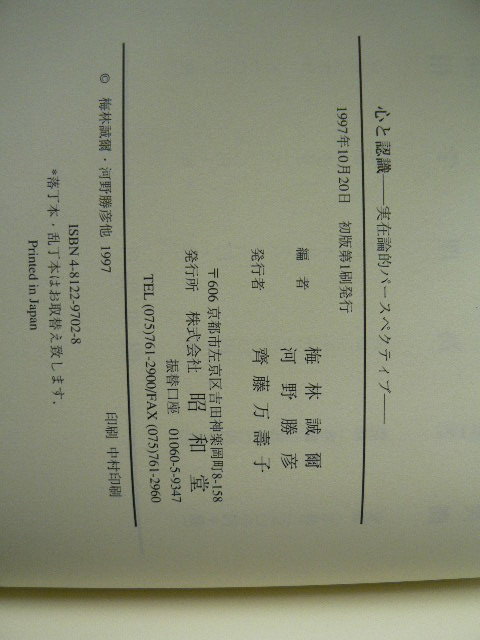 心と認識——実在論的パースペクティブ——
1997年10月20日　初版第1刷発行
編　者　梅　林　誠　爾
河　野　勝　彦
発行者　齊　藤　万　壽　子
〒606 京都市左京区吉田神楽岡町8-158
発行所　株式会社　昭　和　堂
振替口座　01060-5-9347
TEL (075)761-2900/FAX (075)761-2960
© 梅林誠爾・河野勝彦他 1997
印刷　中村印刷
ISBN 4-8122-9702-8
*落丁本・乱丁本はお取替え致します.
Printed in Japan